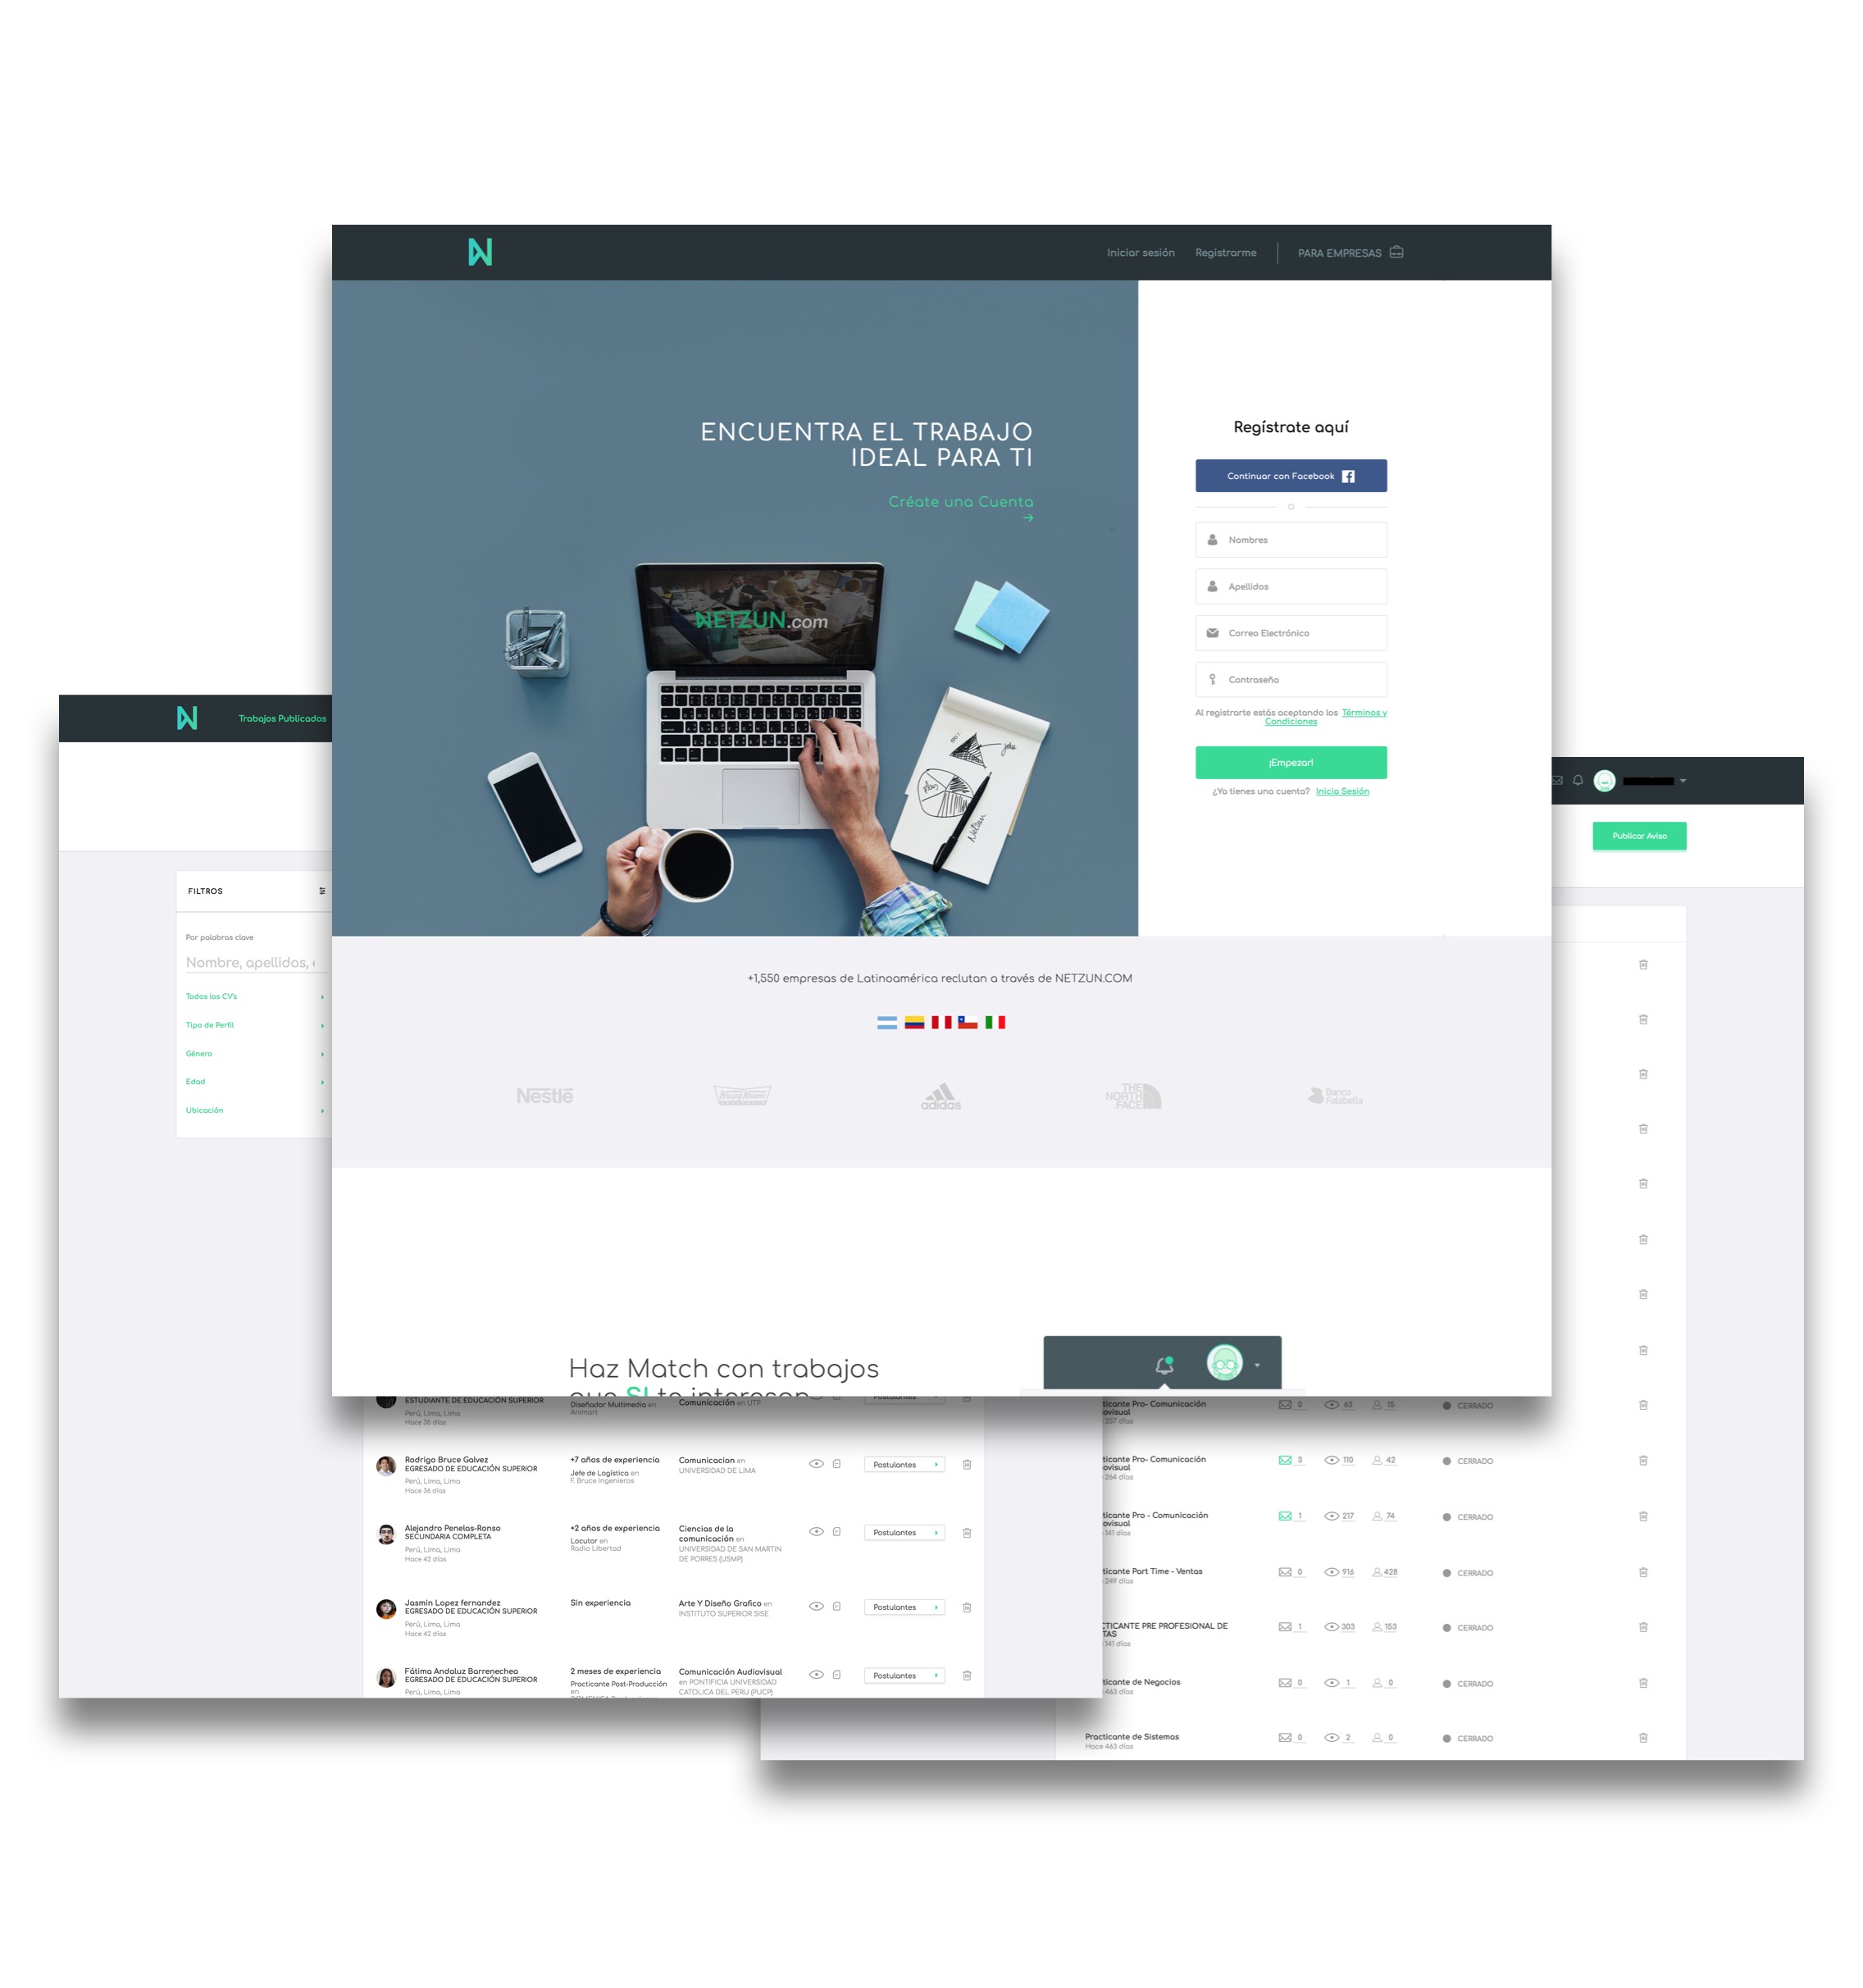 Iniciar sesión
Registrarme
PARA EMPRESAS
ENCUENTRA EL TRABAJO
IDEAL PARA TI
Créate una Cuenta
NETZUN.com
jobs
play
Netzun
Regístrate aquí
Continuar con Facebook
O
Nombres
Apellidos
Correo Electrónico
Contraseña
Al registrarte estás aceptando los Términos y
Condiciones
¡Empezar!
¿Ya tienes una cuenta? Inicia Sesión
+1,550 empresas de Latinoamérica reclutan a través de NETZUN.COM
Nestlé
Krispy Kreme
adidas
THE
NORTH
FACE
Banco
Falabella
Haz Match con trabajos
que SI te interesen
Trabajos Publicados
FILTROS
Por palabras clave
Nombre, apellidos,
Todos los CV's
Tipo de Perfil
Género
Edad
Ubicación
ESTUDIANTE DE EDUCACIÓN SUPERIOR
Perú, Lima, Lima
Hace 35 días
Diseñador Multimedia en
Animart
Comunicación en UTP
Postulantes
Rodrigo Bruce Galvez
EGRESADO DE EDUCACIÓN SUPERIOR
Perú, Lima, Lima
Hace 36 días
+7 años de experiencia
Jefe de Logística en
F. Bruce Ingenieros
Comunicacion en
UNIVERSIDAD DE LIMA
Postulantes
Alejandro Penelas-Ronso
SECUNDARIA COMPLETA
Perú, Lima, Lima
Hace 42 días
+2 años de experiencia
Locutor en
Radio Libertad
Ciencias de la
comunicación en
UNIVERSIDAD DE SAN MARTIN
DE PORRES (USMP)
Postulantes
Jasmin Lopez fernandez
EGRESADO DE EDUCACIÓN SUPERIOR
Perú, Lima, Lima
Hace 42 días
Sin experiencia
Arte Y Diseño Grafico en
INSTITUTO SUPERIOR SISE
Postulantes
Fátima Andaluz Barrenechea
EGRESADO DE EDUCACIÓN SUPERIOR
Perú, Lima, Lima
2 meses de experiencia
Practicante Post-Producción
en
Comunicación Audiovisual
en PONTIFICIA UNIVERSIDAD
CATOLICA DEL PERU (PUCP)
Postulantes
Publicar Aviso
ticante Pro- Comunicación
ovisual
257 días
0 63 15 CERRADO
ticante Pro- Comunicación
ovisual
264 días
3 110 42 CERRADO
ticante Pro - Comunicación
ovisual
141 días
1 217 74 CERRADO
ticante Part Time - Ventas
249 días
0 916 428 CERRADO
CTICANTE PRE PROFESIONAL DE
TAS
141 días
1 303 153 CERRADO
ticante de Negocios
463 días
0 1 0 CERRADO
Practicante de Sistemas
Hace 463 días
0 2 0 CERRADO